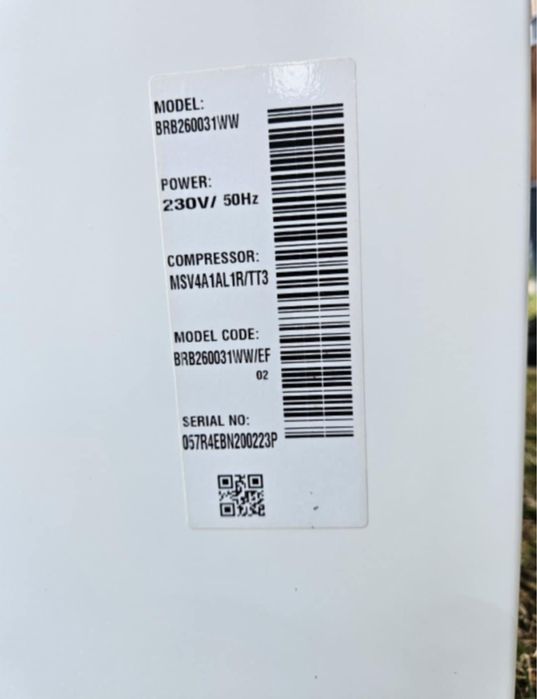 MODEL:
BRB260031WW
POWER:
230V/ 50Hz
COMPRESSOR:
MSV4A1AL1R/TT3
MODEL CODE:
BRB260031WW/EF
02
SERIAL NO:
057R4EBN200223P